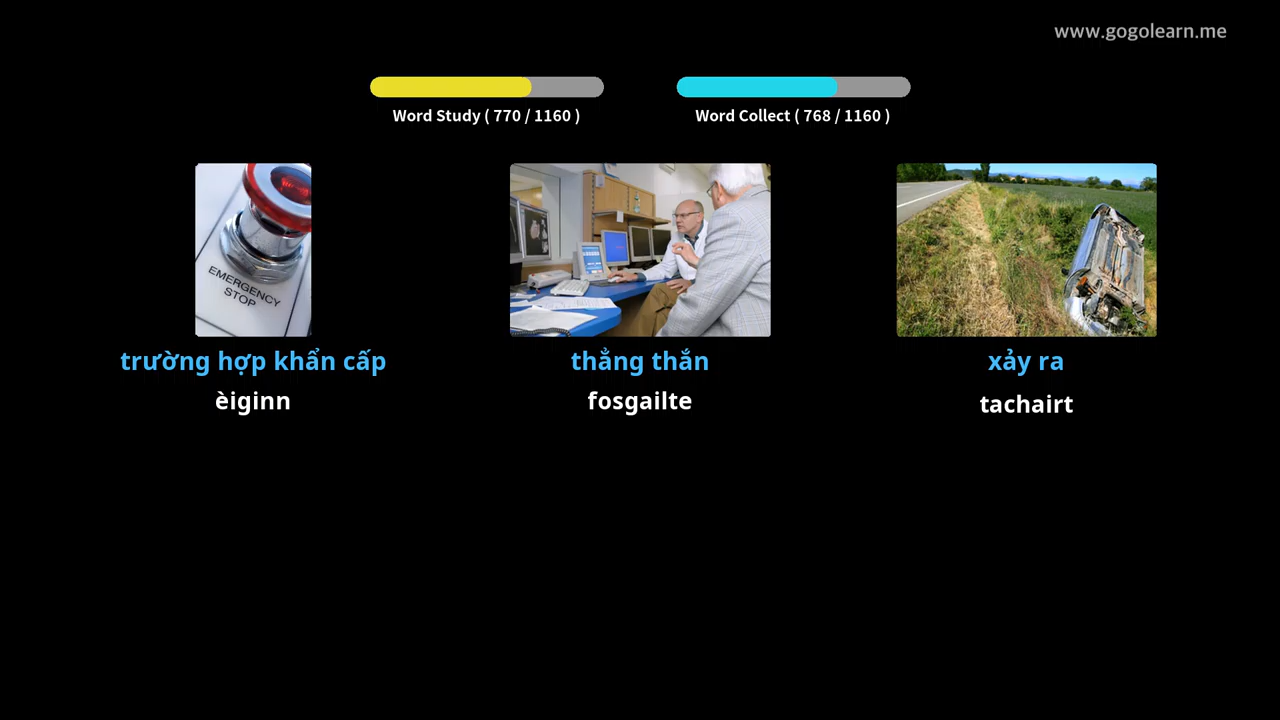 www.gogolearn.me
Word Study ( 770 / 1160 )
Word Collect ( 768 / 1160 )
EMERGENCY
STOP
trường hợp khẩn cấp
thẳng thắn
xảy ra
èiginn
fosgailte
tachairt